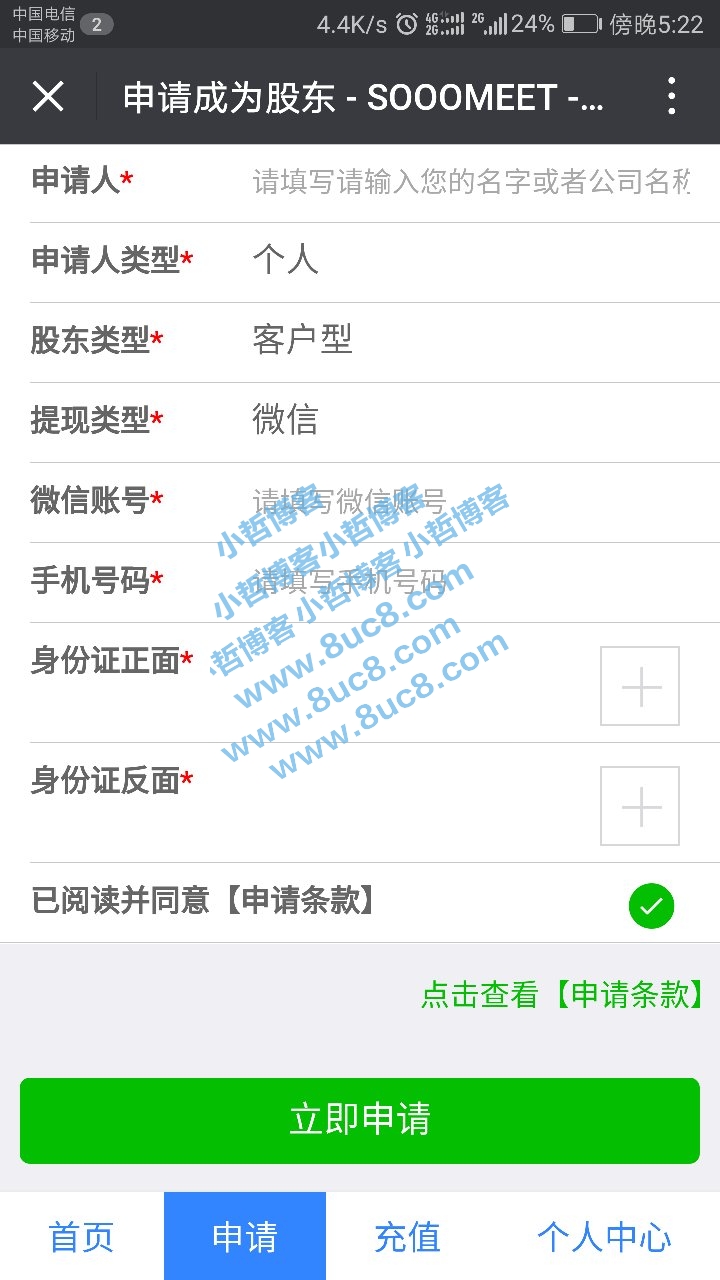 中国电信
中国移动
2
4.4K/s 4G 2G 2G 24% 傍晚5:22
申请成为股东 - SOOOMEET -...
申请人* 请填写请输入您的名字或者公司名称
申请人类型* 个人
股东类型* 客户型
提现类型* 微信
微信账号* 请填写微信账号
手机号码* 请填写手机号码
小哲博客小哲博客
小哲博客小哲博客小哲博客
www.8uc8.com
www.8uc8.com
www.8uc8.com
身份证正面*
身份证反面*
已阅读并同意【申请条款】
点击查看【申请条款】
立即申请
首页 申请 充值 个人中心